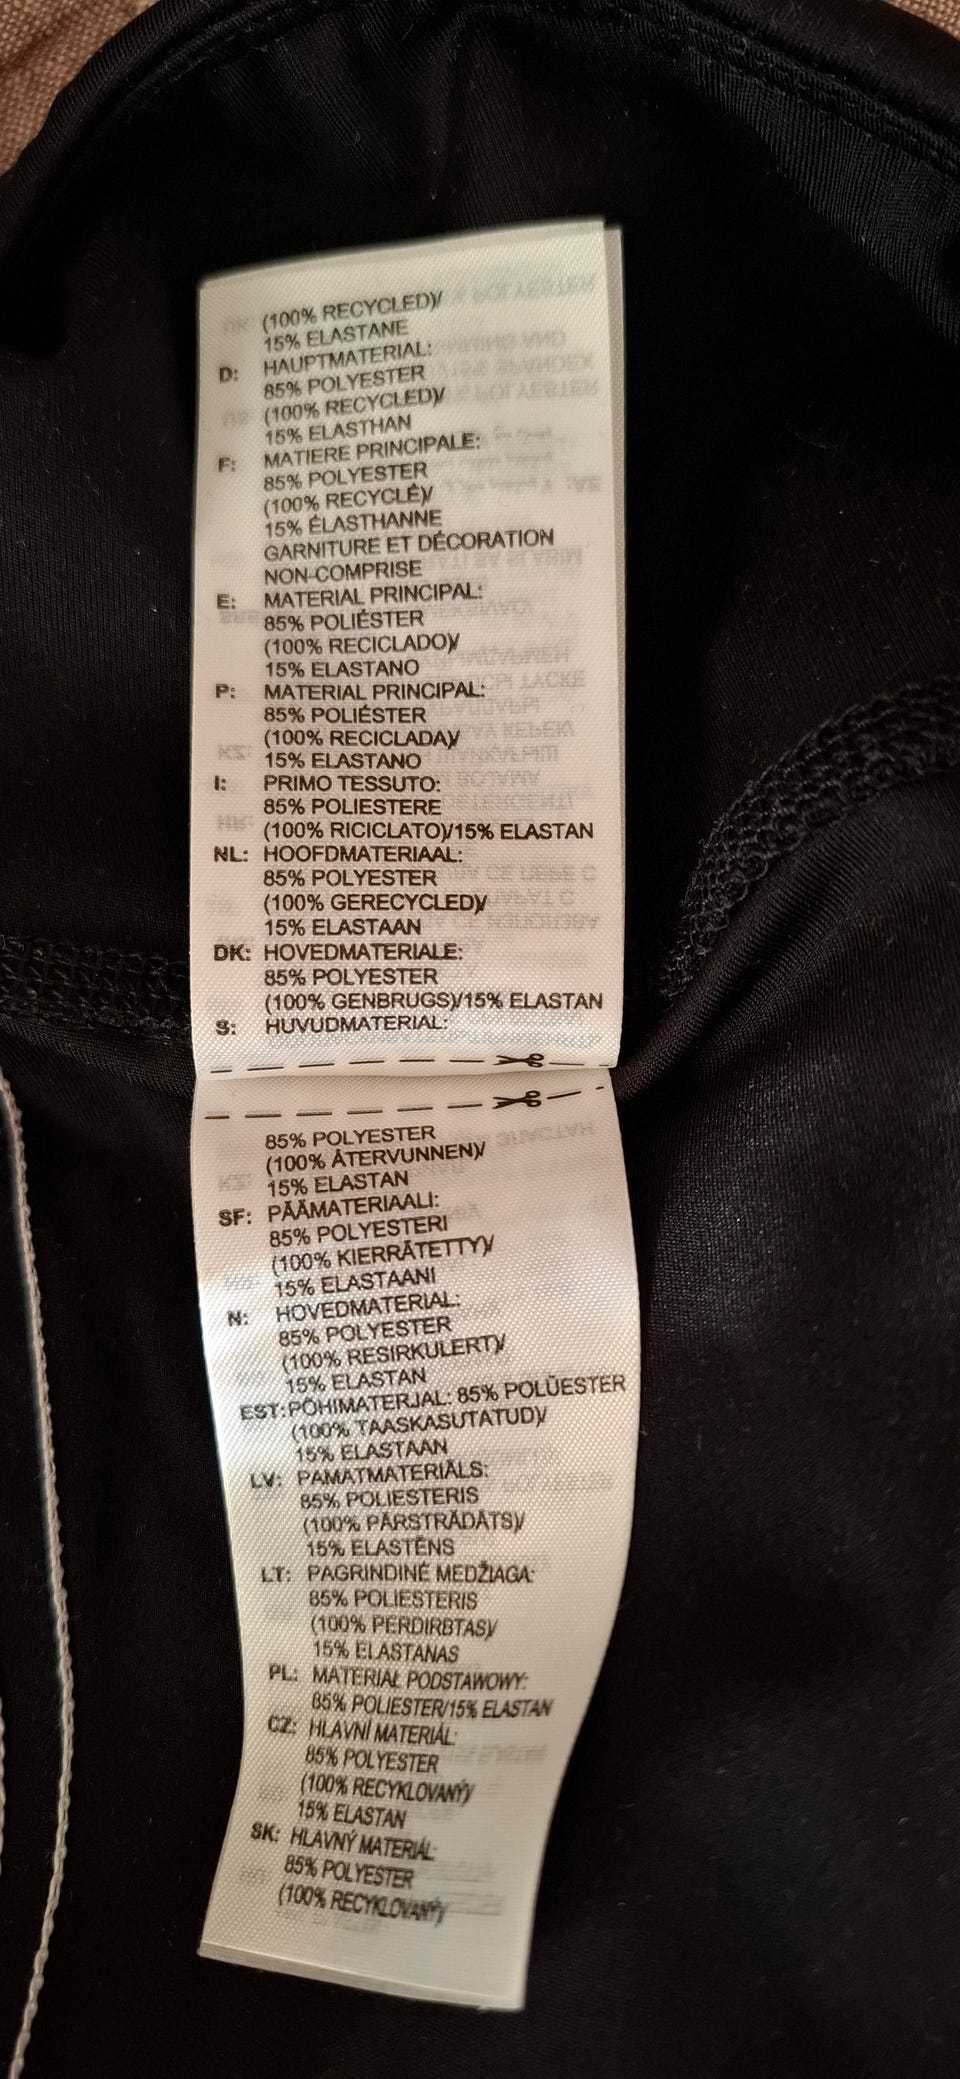 (100% RECYCLED)/
15% ELASTANE
D: HAUPTMATERIAL:
85% POLYESTER
(100% RECYCLED)/
15% ELASTHAN
F: MATIERE PRINCIPALE:
85% POLYESTER
(100% RECYCLÉ)/
15% ÉLASTHANNE
GARNITURE ET DÉCORATION
NON-COMPRISE
E: MATERIAL PRINCIPAL:
85% POLIÉSTER
(100% RECICLADO)/
15% ELASTANO
P: MATERIAL PRINCIPAL:
85% POLIÉSTER
(100% RECICLADA)/
15% ELASTANO
I: PRIMO TESSUTO:
85% POLIESTERE
(100% RICICLATO)/15% ELASTAN
NL: HOOFDMATERIAAL:
85% POLYESTER
(100% GERECYCLED)/
15% ELASTAAN
DK: HOVEDMATERIALE:
85% POLYESTER
(100% GENBRUGS)/15% ELASTAN
S: HUVUDMATERIAL:
85% POLYESTER
(100% ÅTERVUNNEN)/
15% ELASTAN
SF: PÄÄMATERIAALI:
85% POLYESTERI
(100% KIERRÄTETTY)/
15% ELASTAANI
N: HOVEDMATERIAL:
85% POLYESTER
(100% RESIRKULERT)/
15% ELASTAN
EST: PÕHIMATERJAL: 85% POLÜESTER
(100% TAASKASUTATUD)/
15% ELASTAAN
LV: PAMATMATERIĀLS:
85% POLIESTERIS
(100% PĀRSTRĀDĀTS)/
15% ELASTĒNS
LT: PAGRINDINĖ MEDŽIAGA:
85% POLIESTERIS
(100% PERDIRBTAS)/
15% ELASTANAS
PL: MATERIAŁ PODSTAWOWY:
85% POLIESTER/15% ELASTAN
CZ: HLAVNÍ MATERIÁL:
85% POLYESTER
(100% RECYKLOVANÝ)/
15% ELASTAN
SK: HLAVNÝ MATERIÁL:
85% POLYESTER
(100% RECYKLOVANÝ)/